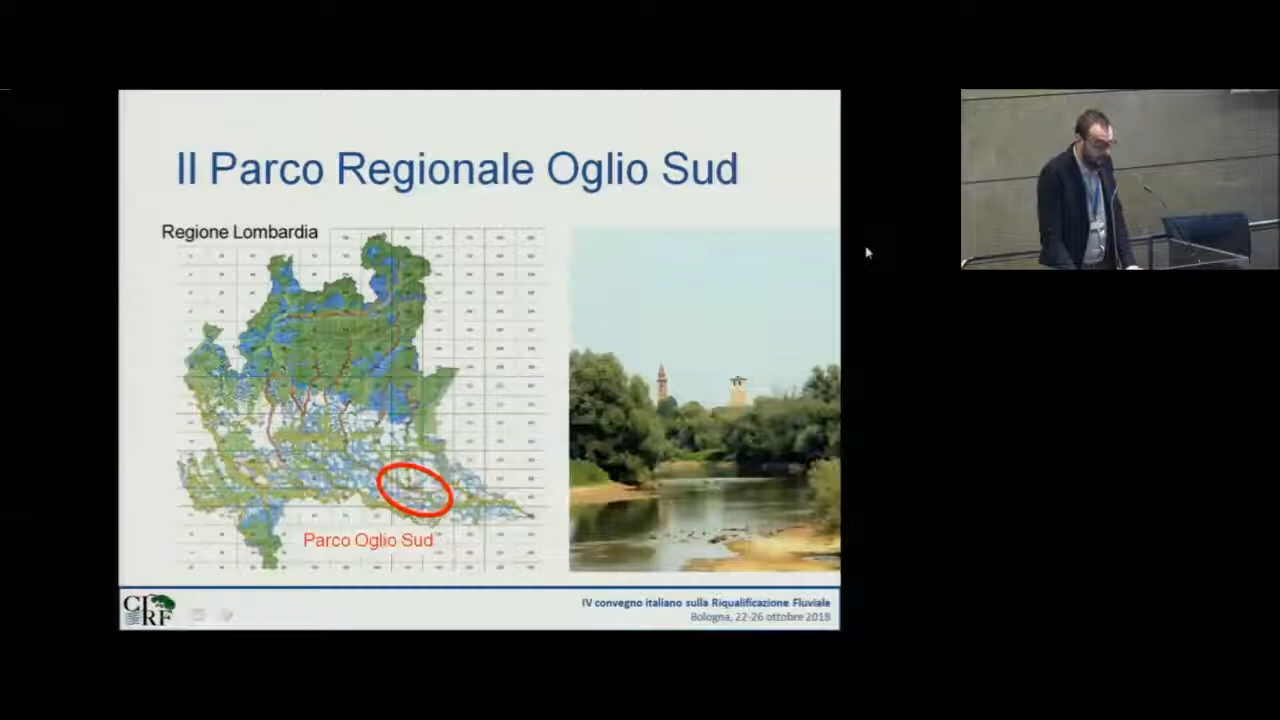 Il Parco Regionale Oglio Sud
Regione Lombardia
Parco Oglio Sud
CIRF
IV convegno italiano sulla Riqualificazione Fluviale
Bologna, 22-26 ottobre 2018